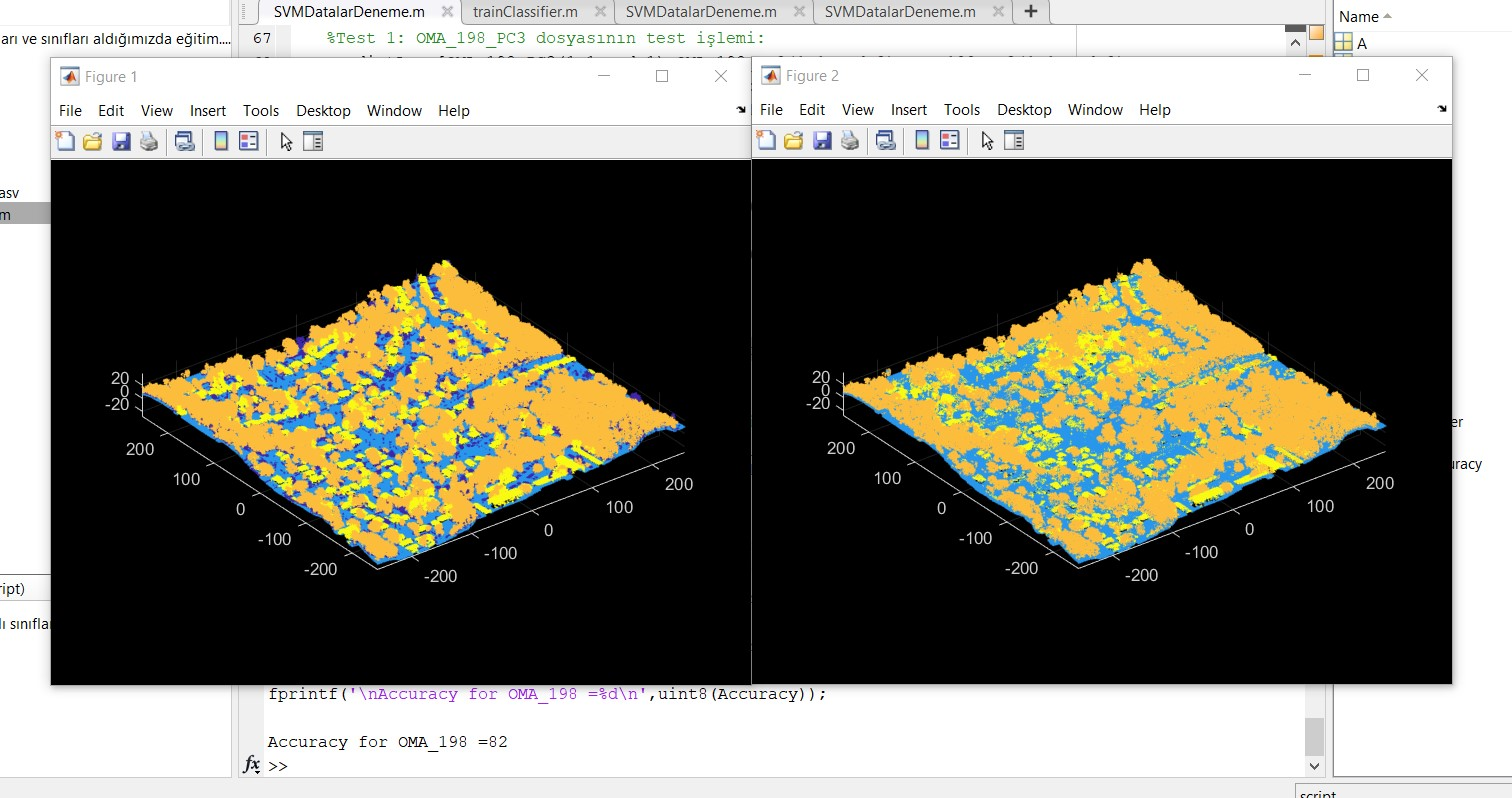 SVMDatalarDeneme.m
trainClassifier.m
SVMDatalarDeneme.m
SVMDatalarDeneme.m
Name
arı ve sınıfları aldığımızda eğitim....
67 %Test 1: OMA_198_PC3 dosyasının test işlemi:
A
Figure 1
File Edit View Insert Tools Desktop Window Help
20
0
-20
200
100
0
-100
-200
-200
-100
0
100
200
Figure 2
File Edit View Insert Tools Desktop Window Help
20
0
-20
200
100
0
-100
-200
-200
-100
0
100
200
asv
m
er
uracy
ript)
lı sınıfla
fprintf('\nAccuracy for OMA_198 =%d\n',uint8(Accuracy));
Accuracy for OMA_198 =82
fx >>
script